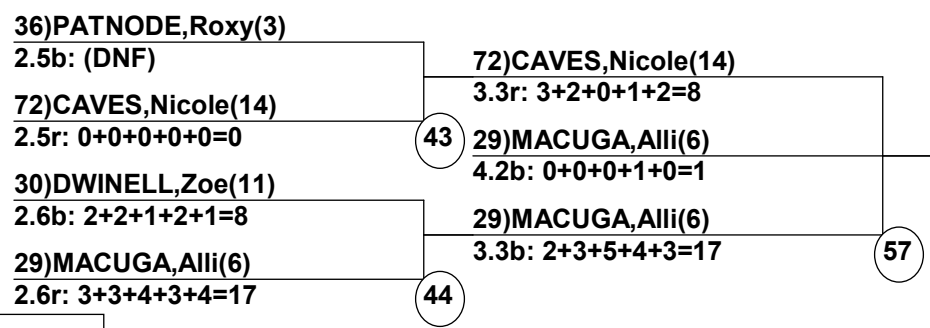 36)PATNODE,Roxy(3)
2.5b: (DNF)
72)CAVES,Nicole(14)
2.5r: 0+0+0+0+0=0
43
30)DWINELL,Zoe(11)
2.6b: 2+2+1+2+1=8
29)MACUGA,Alli(6)
2.6r: 3+3+4+3+4=17
44
72)CAVES,Nicole(14)
3.3r: 3+2+0+1+2=8
29)MACUGA,Alli(6)
4.2b: 0+0+0+1+0=1
29)MACUGA,Alli(6)
3.3b: 2+3+5+4+3=17
57